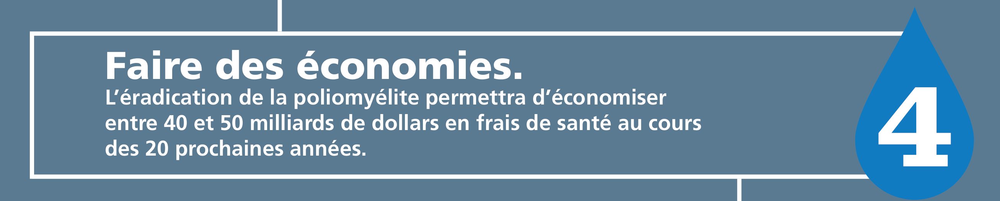 Faire des économies.
L’éradication de la poliomyélite permettra d’économiser
entre 40 et 50 milliards de dollars en frais de santé au cours
des 20 prochaines années.
4